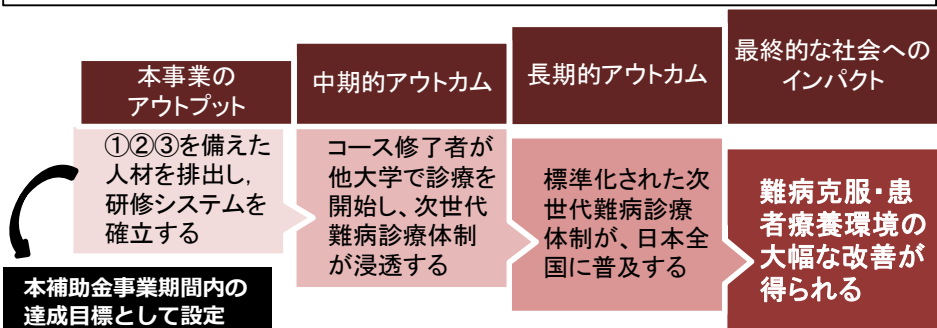 本事業の
アウトプット
中期的アウトカム
長期的アウトカム
最終的な社会への
インパクト
①②③を備えた
人材を排出し,
研修システムを
確立する
コース修了者が
他大学で診療を
開始し、次世代
難病診療体制
が浸透する
標準化された次
世代難病診療
体制が、日本全
国に普及する
難病克服・患
者療養環境の
大幅な改善が
得られる
本補助金事業期間内の
達成目標として設定